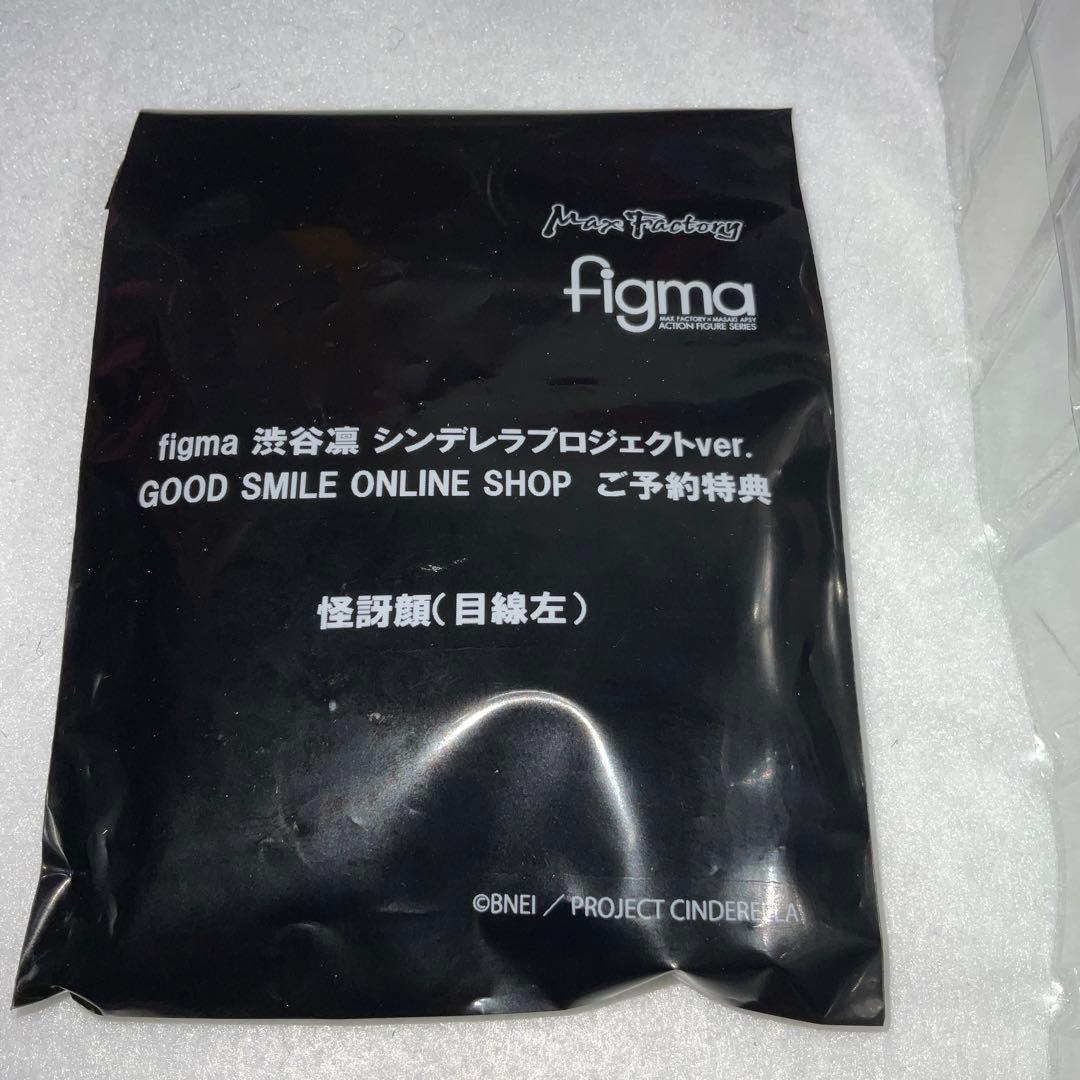 Max Factory
figma
MAX FACTORY × MASAKI APSY
ACTION FIGURE SERIES
figma 渋谷凛 シンデレラプロジェクトver.
GOOD SMILE ONLINE SHOP ご予約特典
怪訝顔(目線左)
©BNEI／PROJECT CINDERELLA